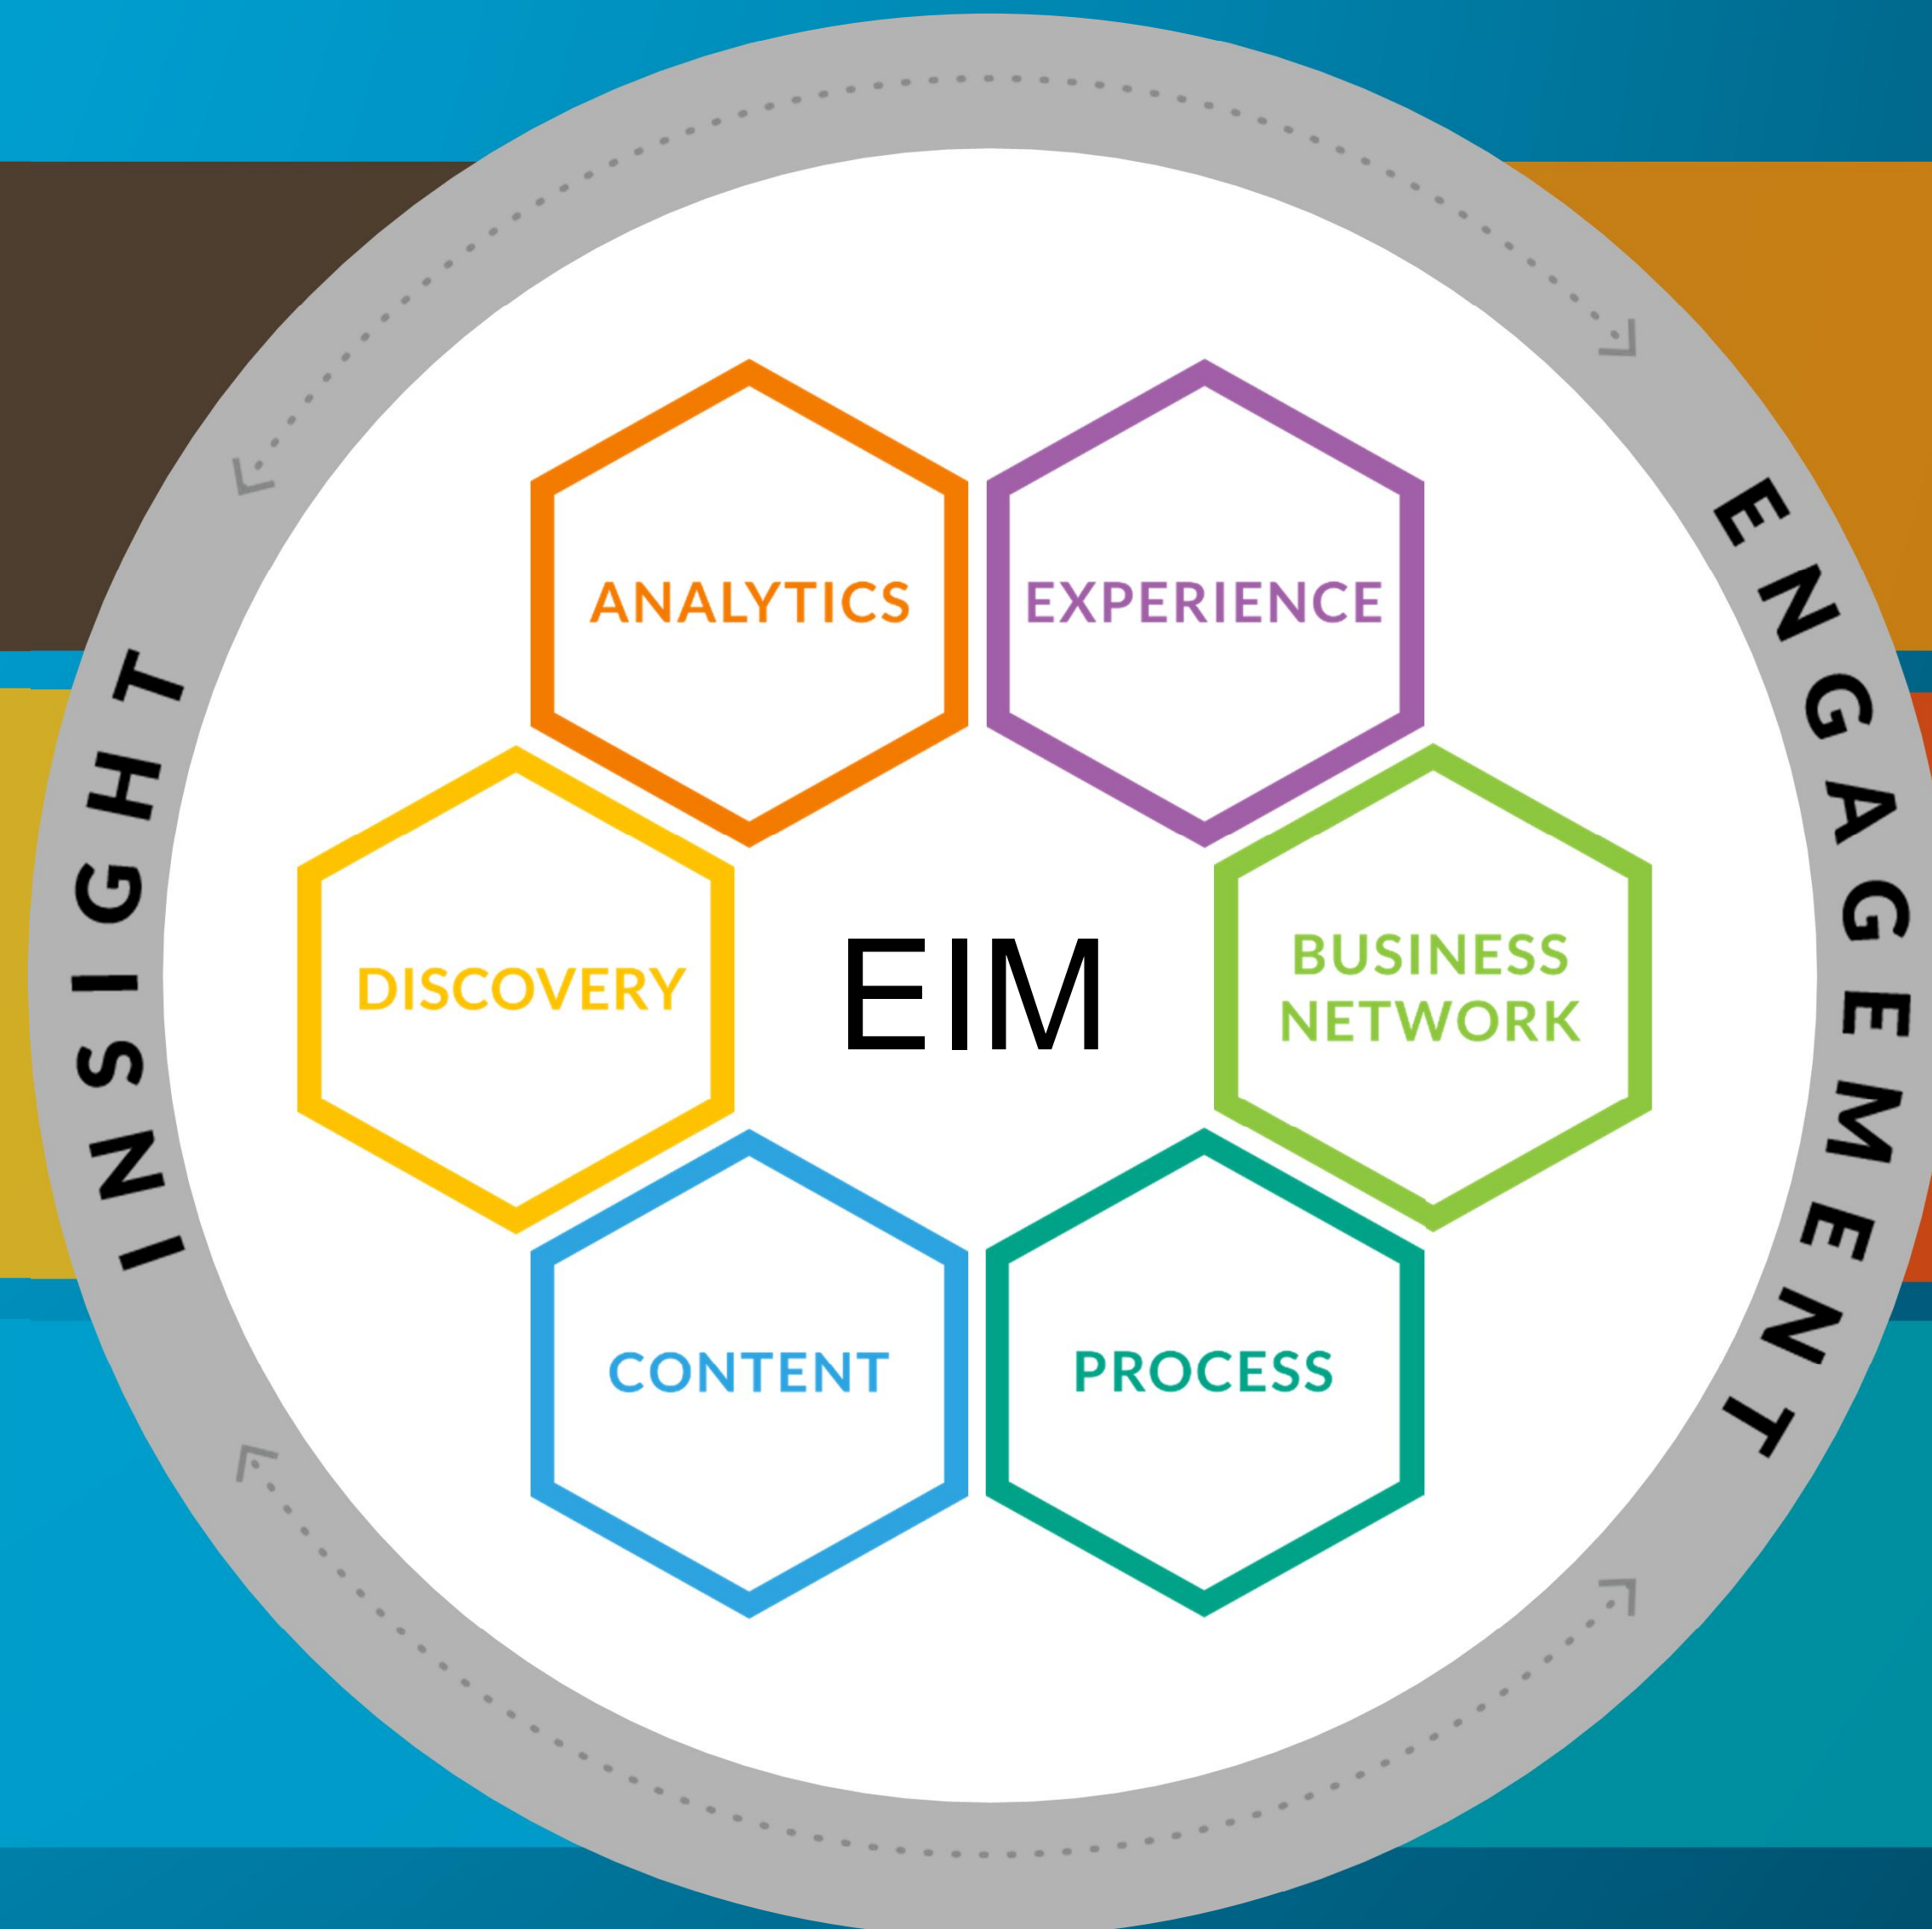 INSIGHT
ENGAGEMENT
ANALYTICS
EXPERIENCE
DISCOVERY
EIM
BUSINESS
NETWORK
CONTENT
PROCESS